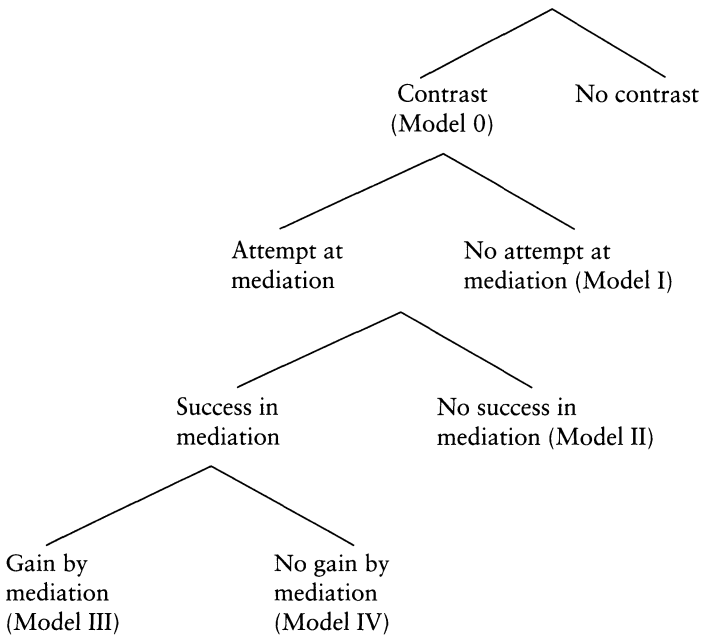 Contrast
(Model 0)
No contrast
Attempt at
mediation
No attempt at
mediation (Model I)
Success in
mediation
No success in
mediation (Model II)
Gain by
mediation
(Model III)
No gain by
mediation
(Model IV)